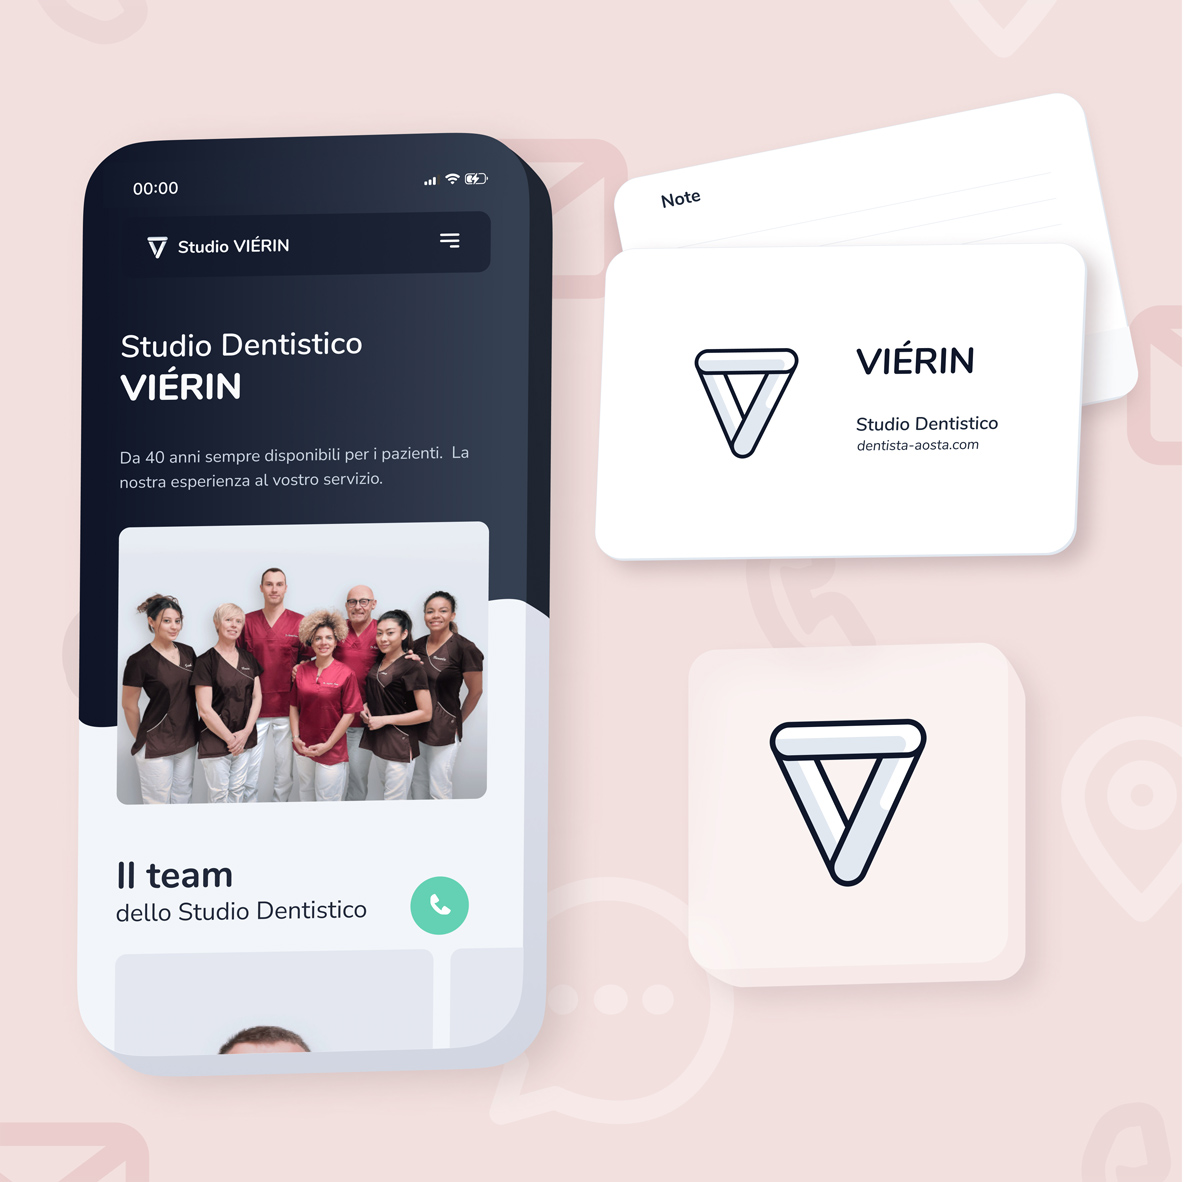 00:00
Studio VIÉRIN
Studio Dentistico
VIÉRIN
Da 40 anni sempre disponibili per i pazienti. La
nostra esperienza al vostro servizio.
Il team
dello Studio Dentistico
Note
VIÉRIN
Studio Dentistico
dentista-aosta.com